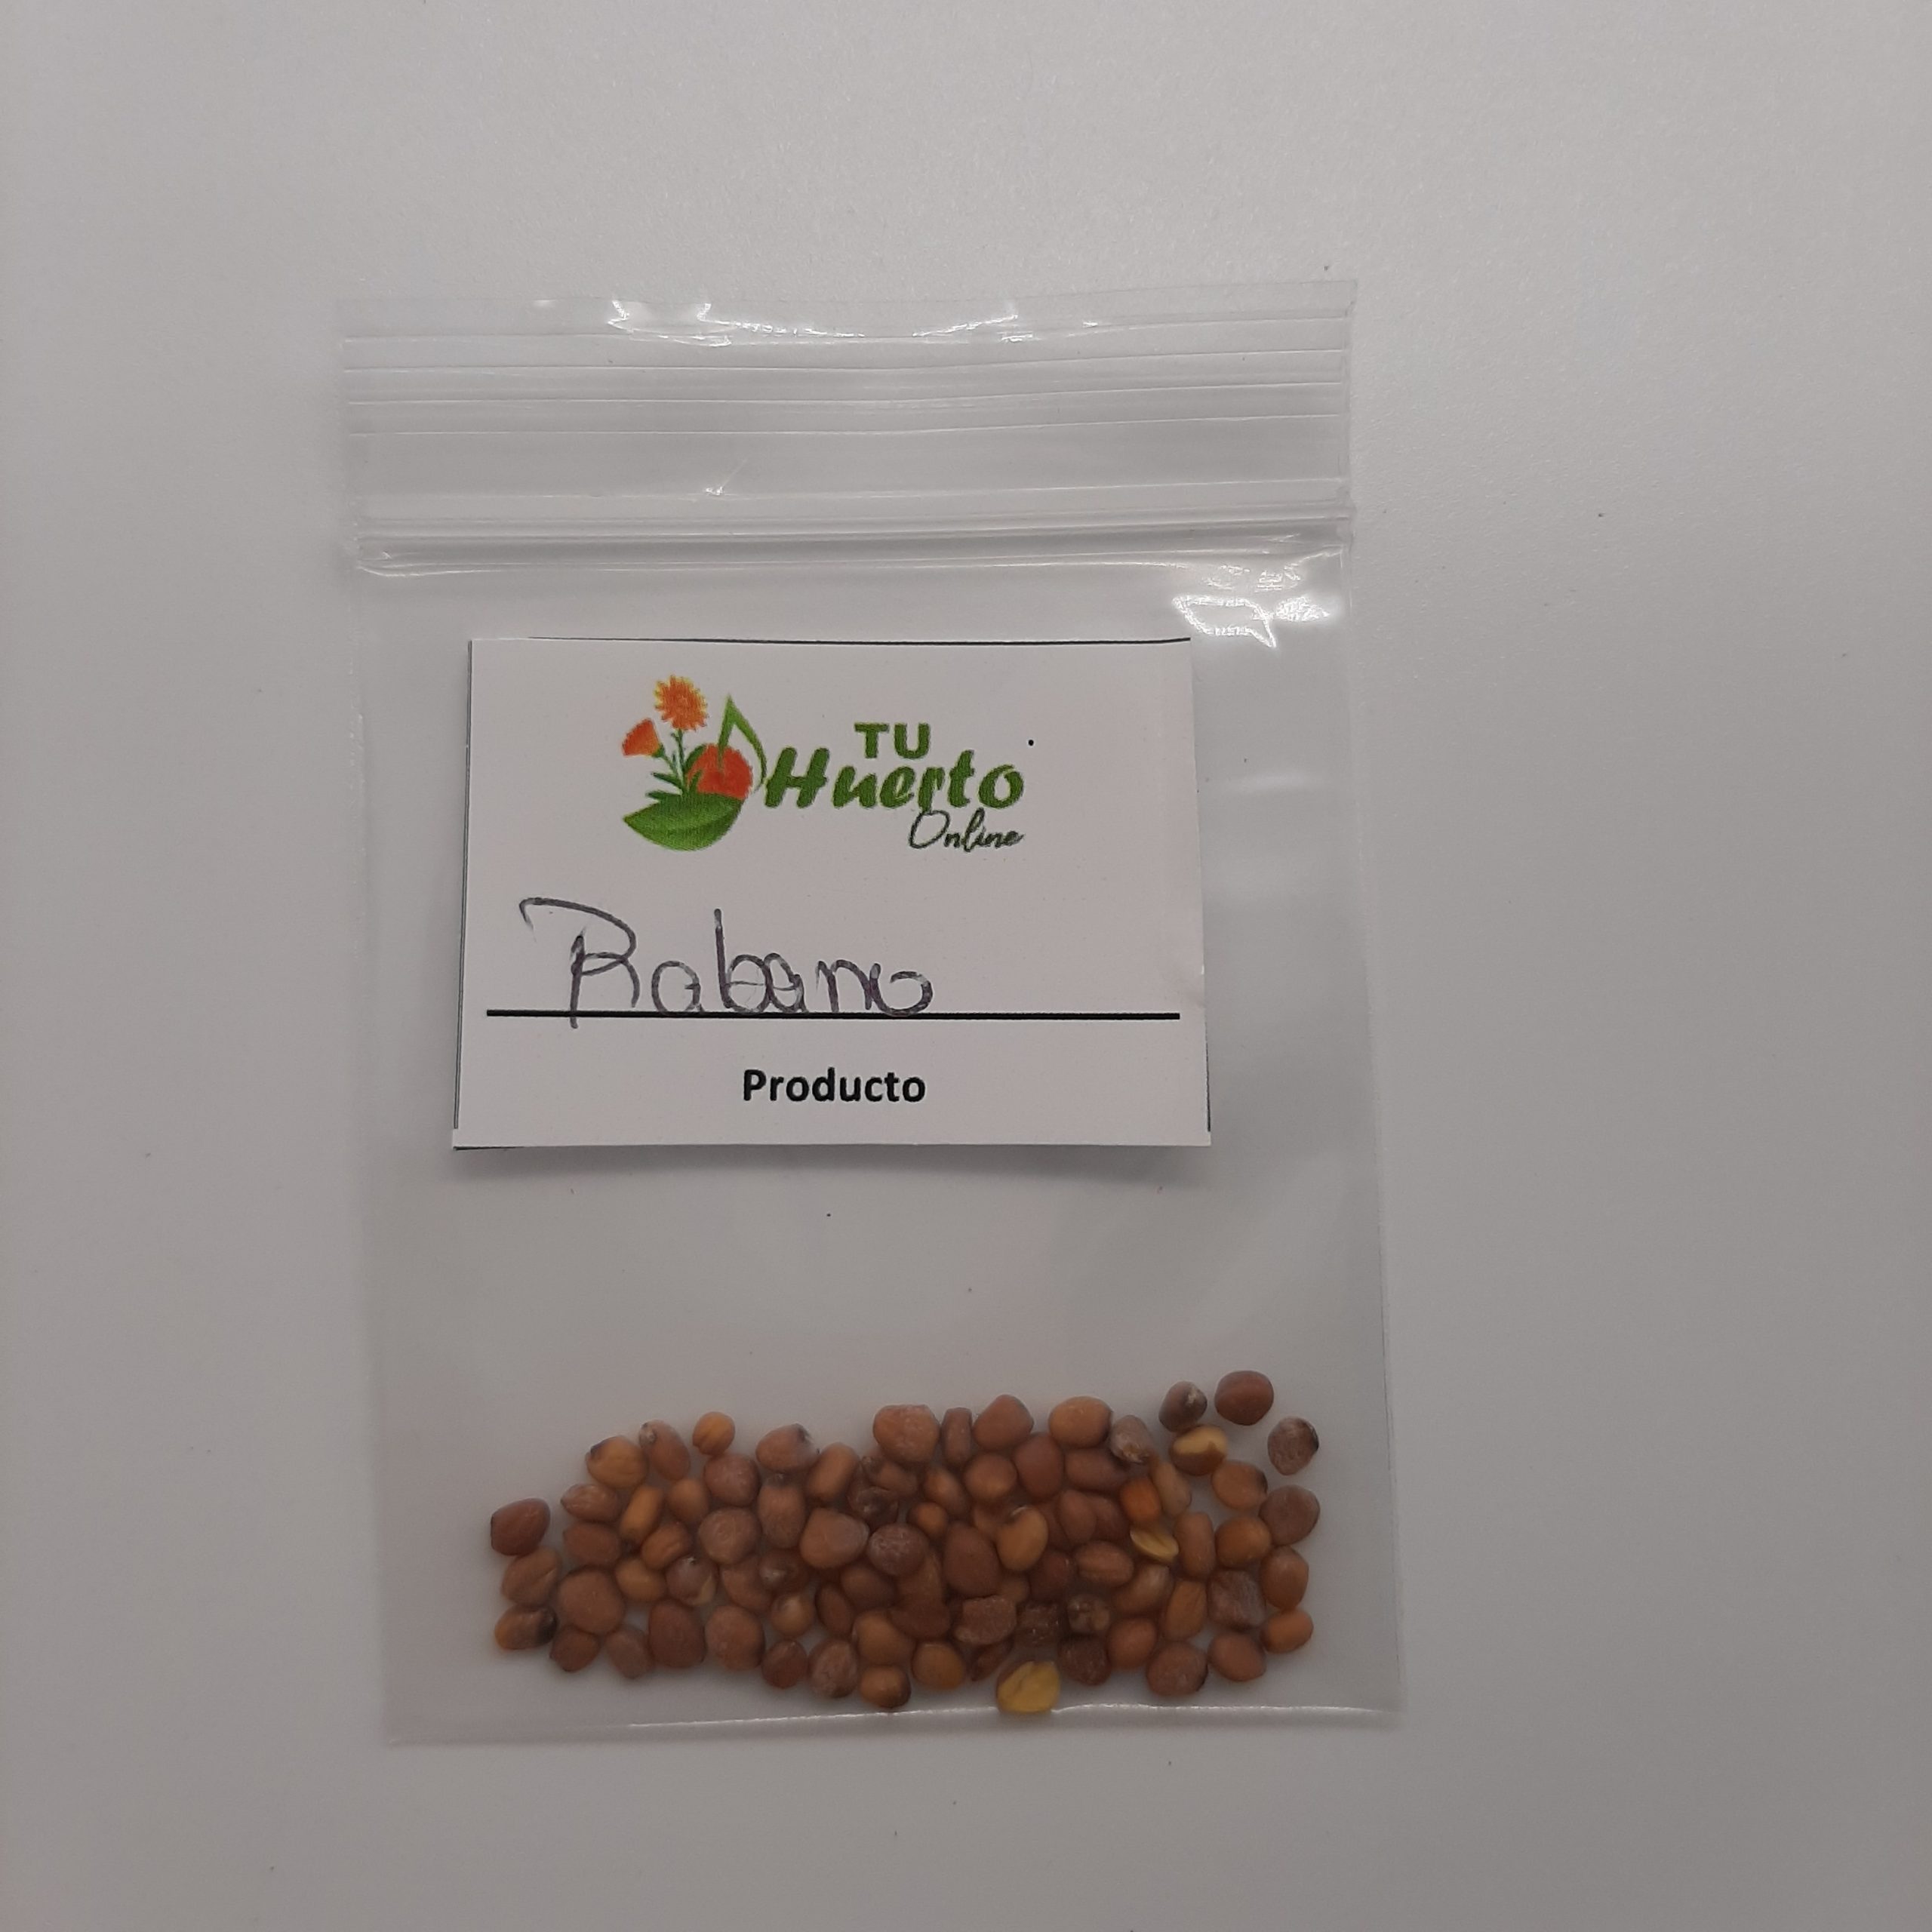 TU
Huerto
Online
Rabano
Producto